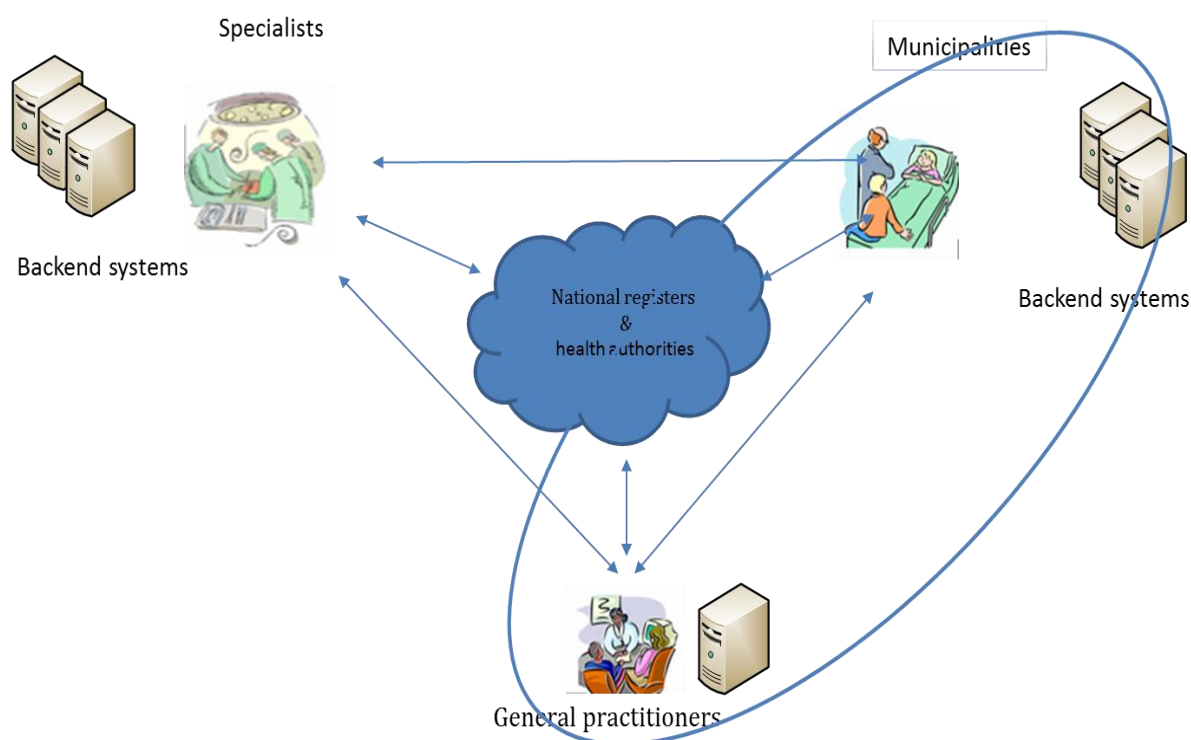 Specialists
Municipalities
Backend systems
Backend systems
National registers
&
health authorities
General practitioners